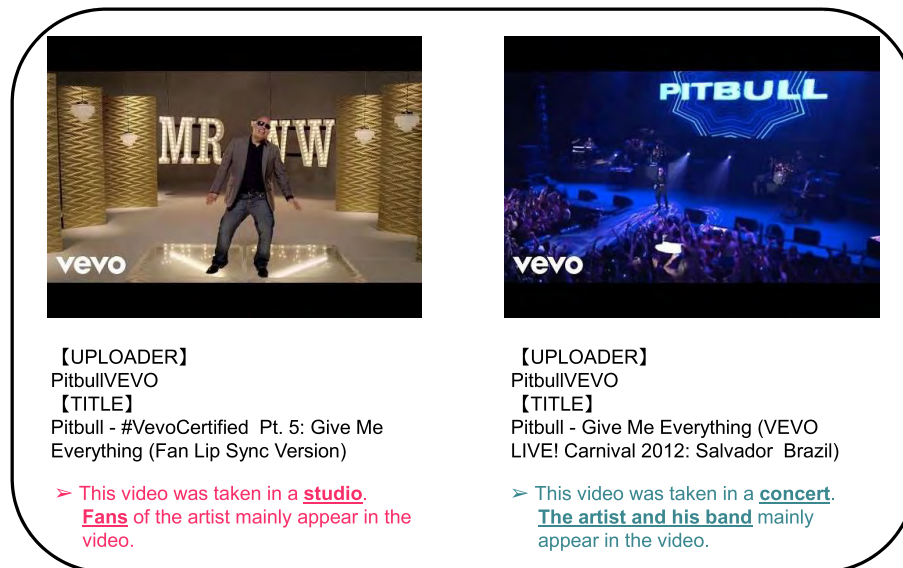 MR WW
vevo
【UPLOADER】
PitbullVEVO
【TITLE】
Pitbull - #VevoCertified Pt. 5: Give Me
Everything (Fan Lip Sync Version)
➢ This video was taken in a studio.
Fans of the artist mainly appear in the
video.
PITBULL
vevo
【UPLOADER】
PitbullVEVO
【TITLE】
Pitbull - Give Me Everything (VEVO
LIVE! Carnival 2012: Salvador Brazil)
➢ This video was taken in a concert.
The artist and his band mainly
appear in the video.